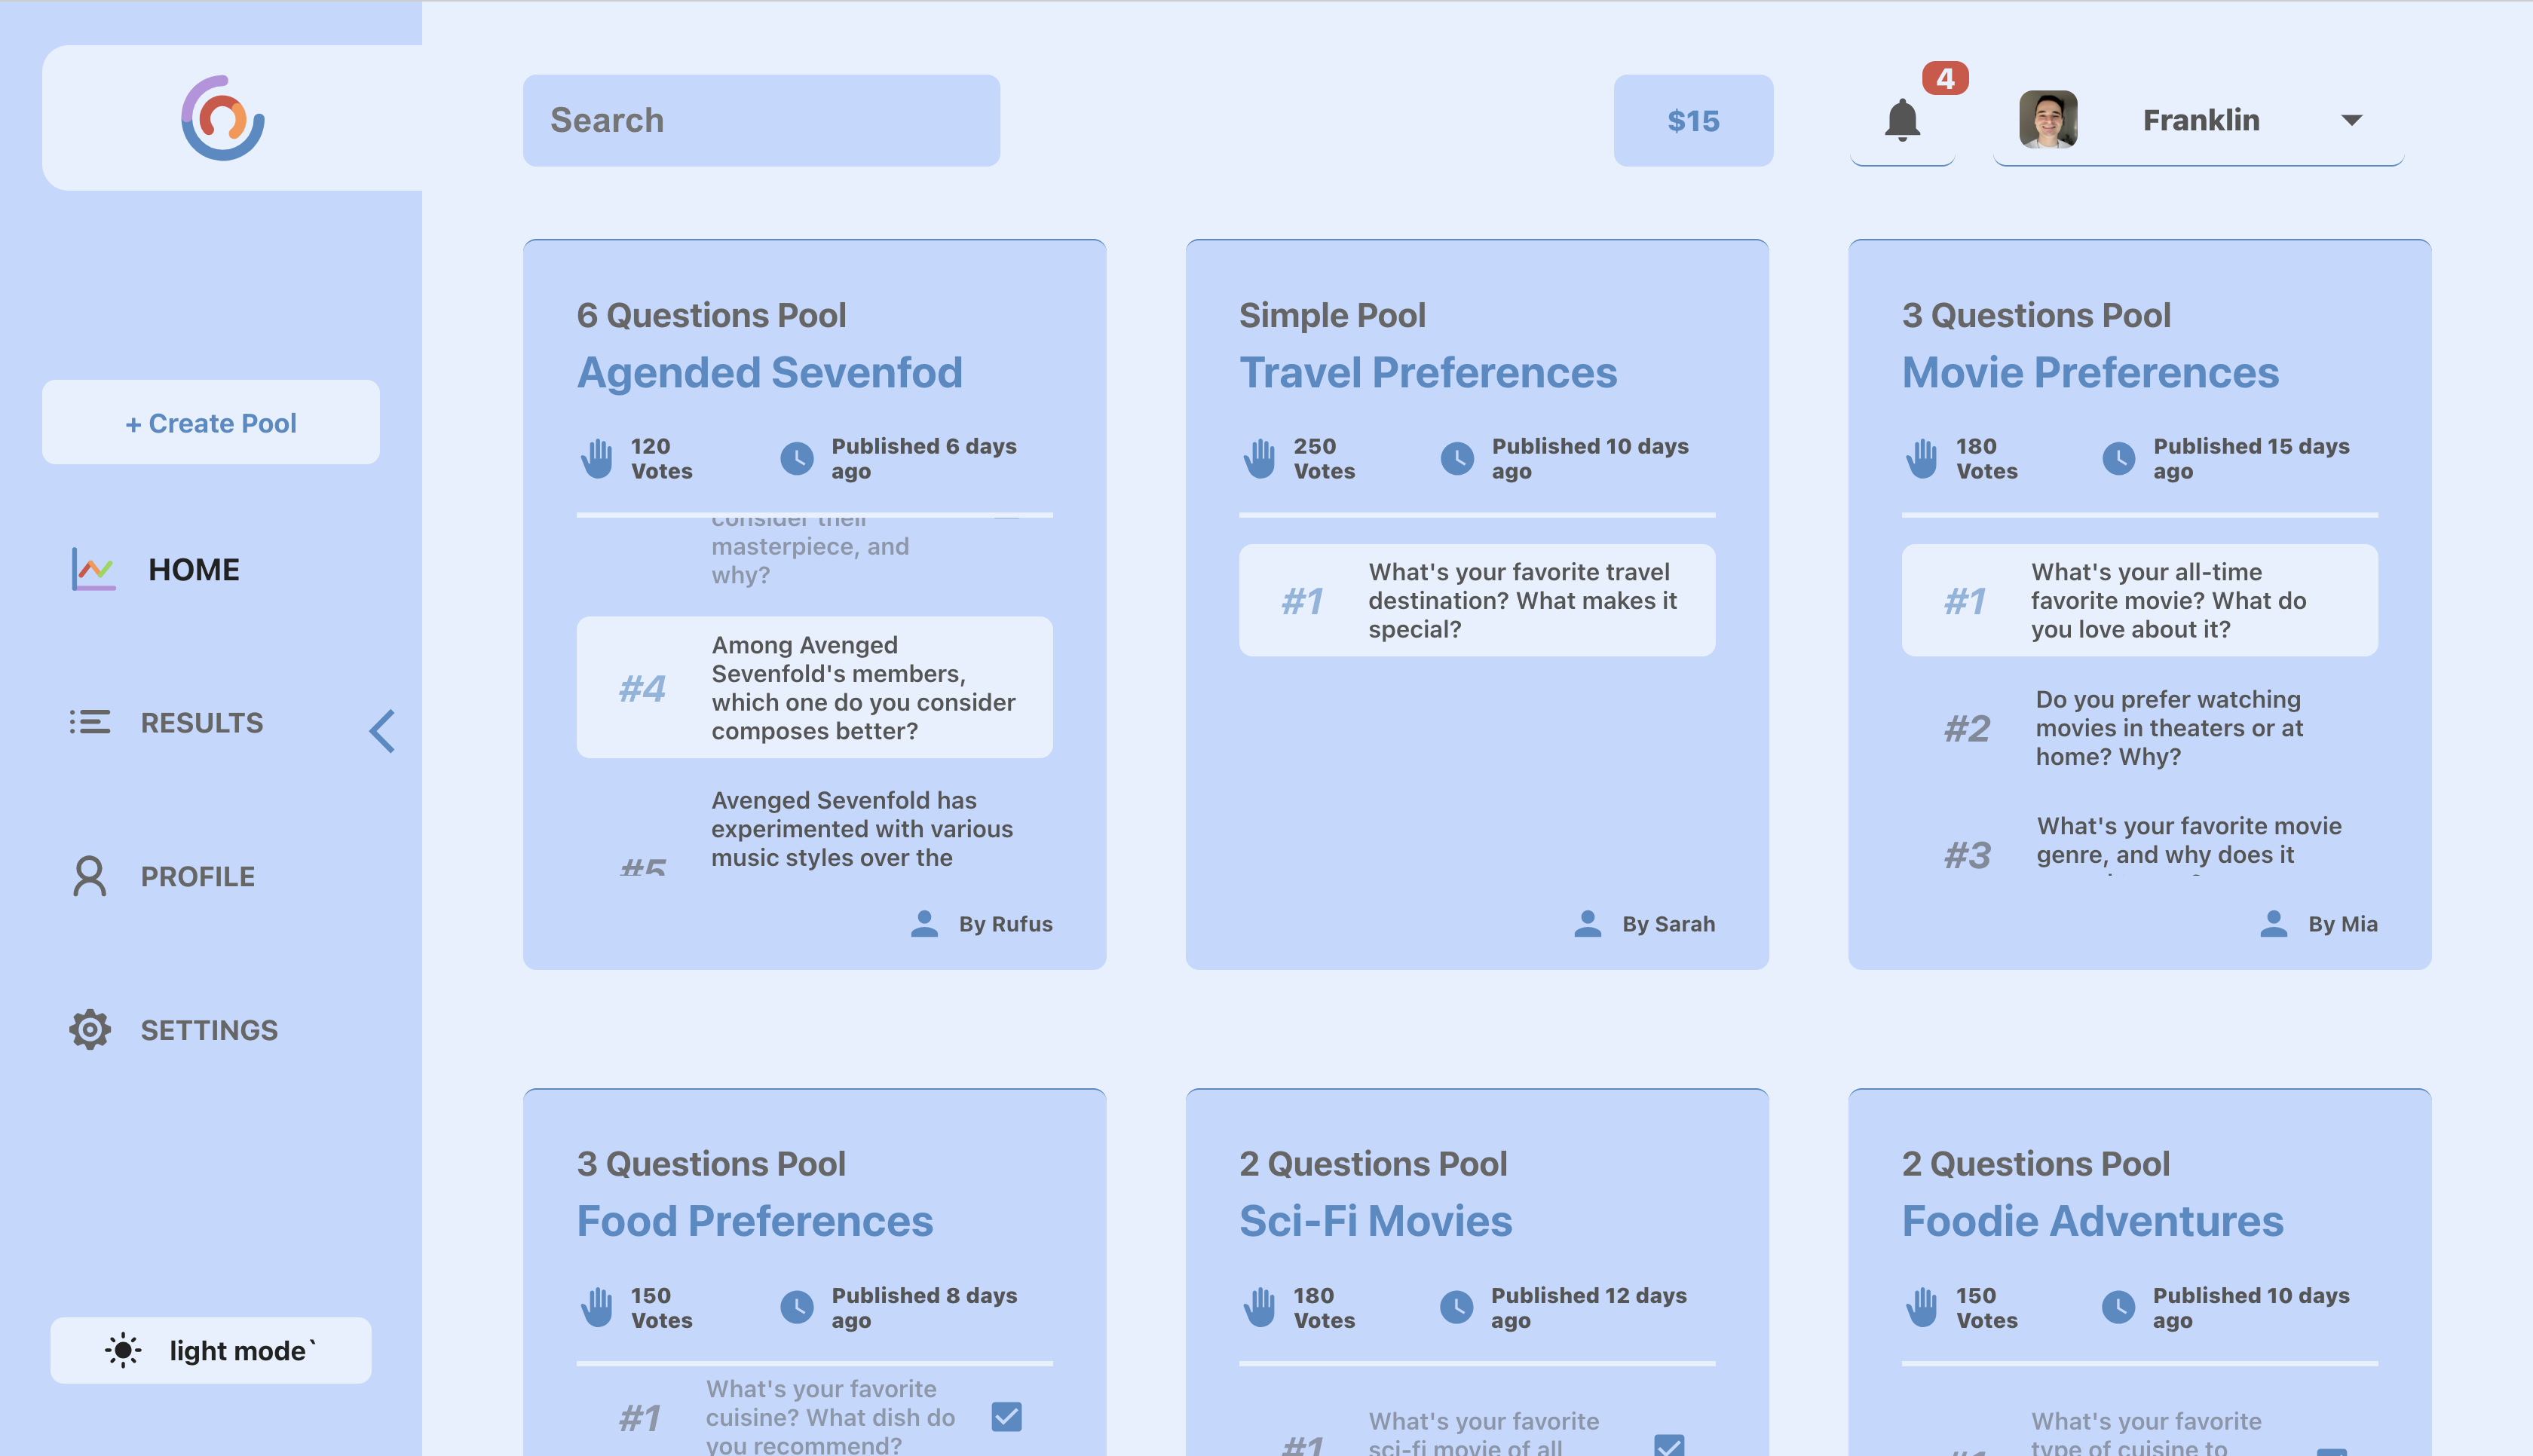 Search
$15
4
Franklin
+ Create Pool
HOME
RESULTS
PROFILE
SETTINGS
light mode`
6 Questions Pool
Agended Sevenfod
120
Votes
Published 6 days
ago
consider their
masterpiece, and
why?
#4
Among Avenged
Sevenfold's members,
which one do you consider
composes better?
#5
Avenged Sevenfold has
experimented with various
music styles over the
By Rufus
Simple Pool
Travel Preferences
250
Votes
Published 10 days
ago
#1
What's your favorite travel
destination? What makes it
special?
By Sarah
3 Questions Pool
Movie Preferences
180
Votes
Published 15 days
ago
#1
What's your all-time
favorite movie? What do
you love about it?
#2
Do you prefer watching
movies in theaters or at
home? Why?
#3
What's your favorite movie
genre, and why does it
By Mia
3 Questions Pool
Food Preferences
150
Votes
Published 8 days
ago
#1
What's your favorite
cuisine? What dish do
you recommend?
2 Questions Pool
Sci-Fi Movies
180
Votes
Published 12 days
ago
#1
What's your favorite
sci-fi movie of all
2 Questions Pool
Foodie Adventures
150
Votes
Published 10 days
ago
#1
What's your favorite
type of cuisine to